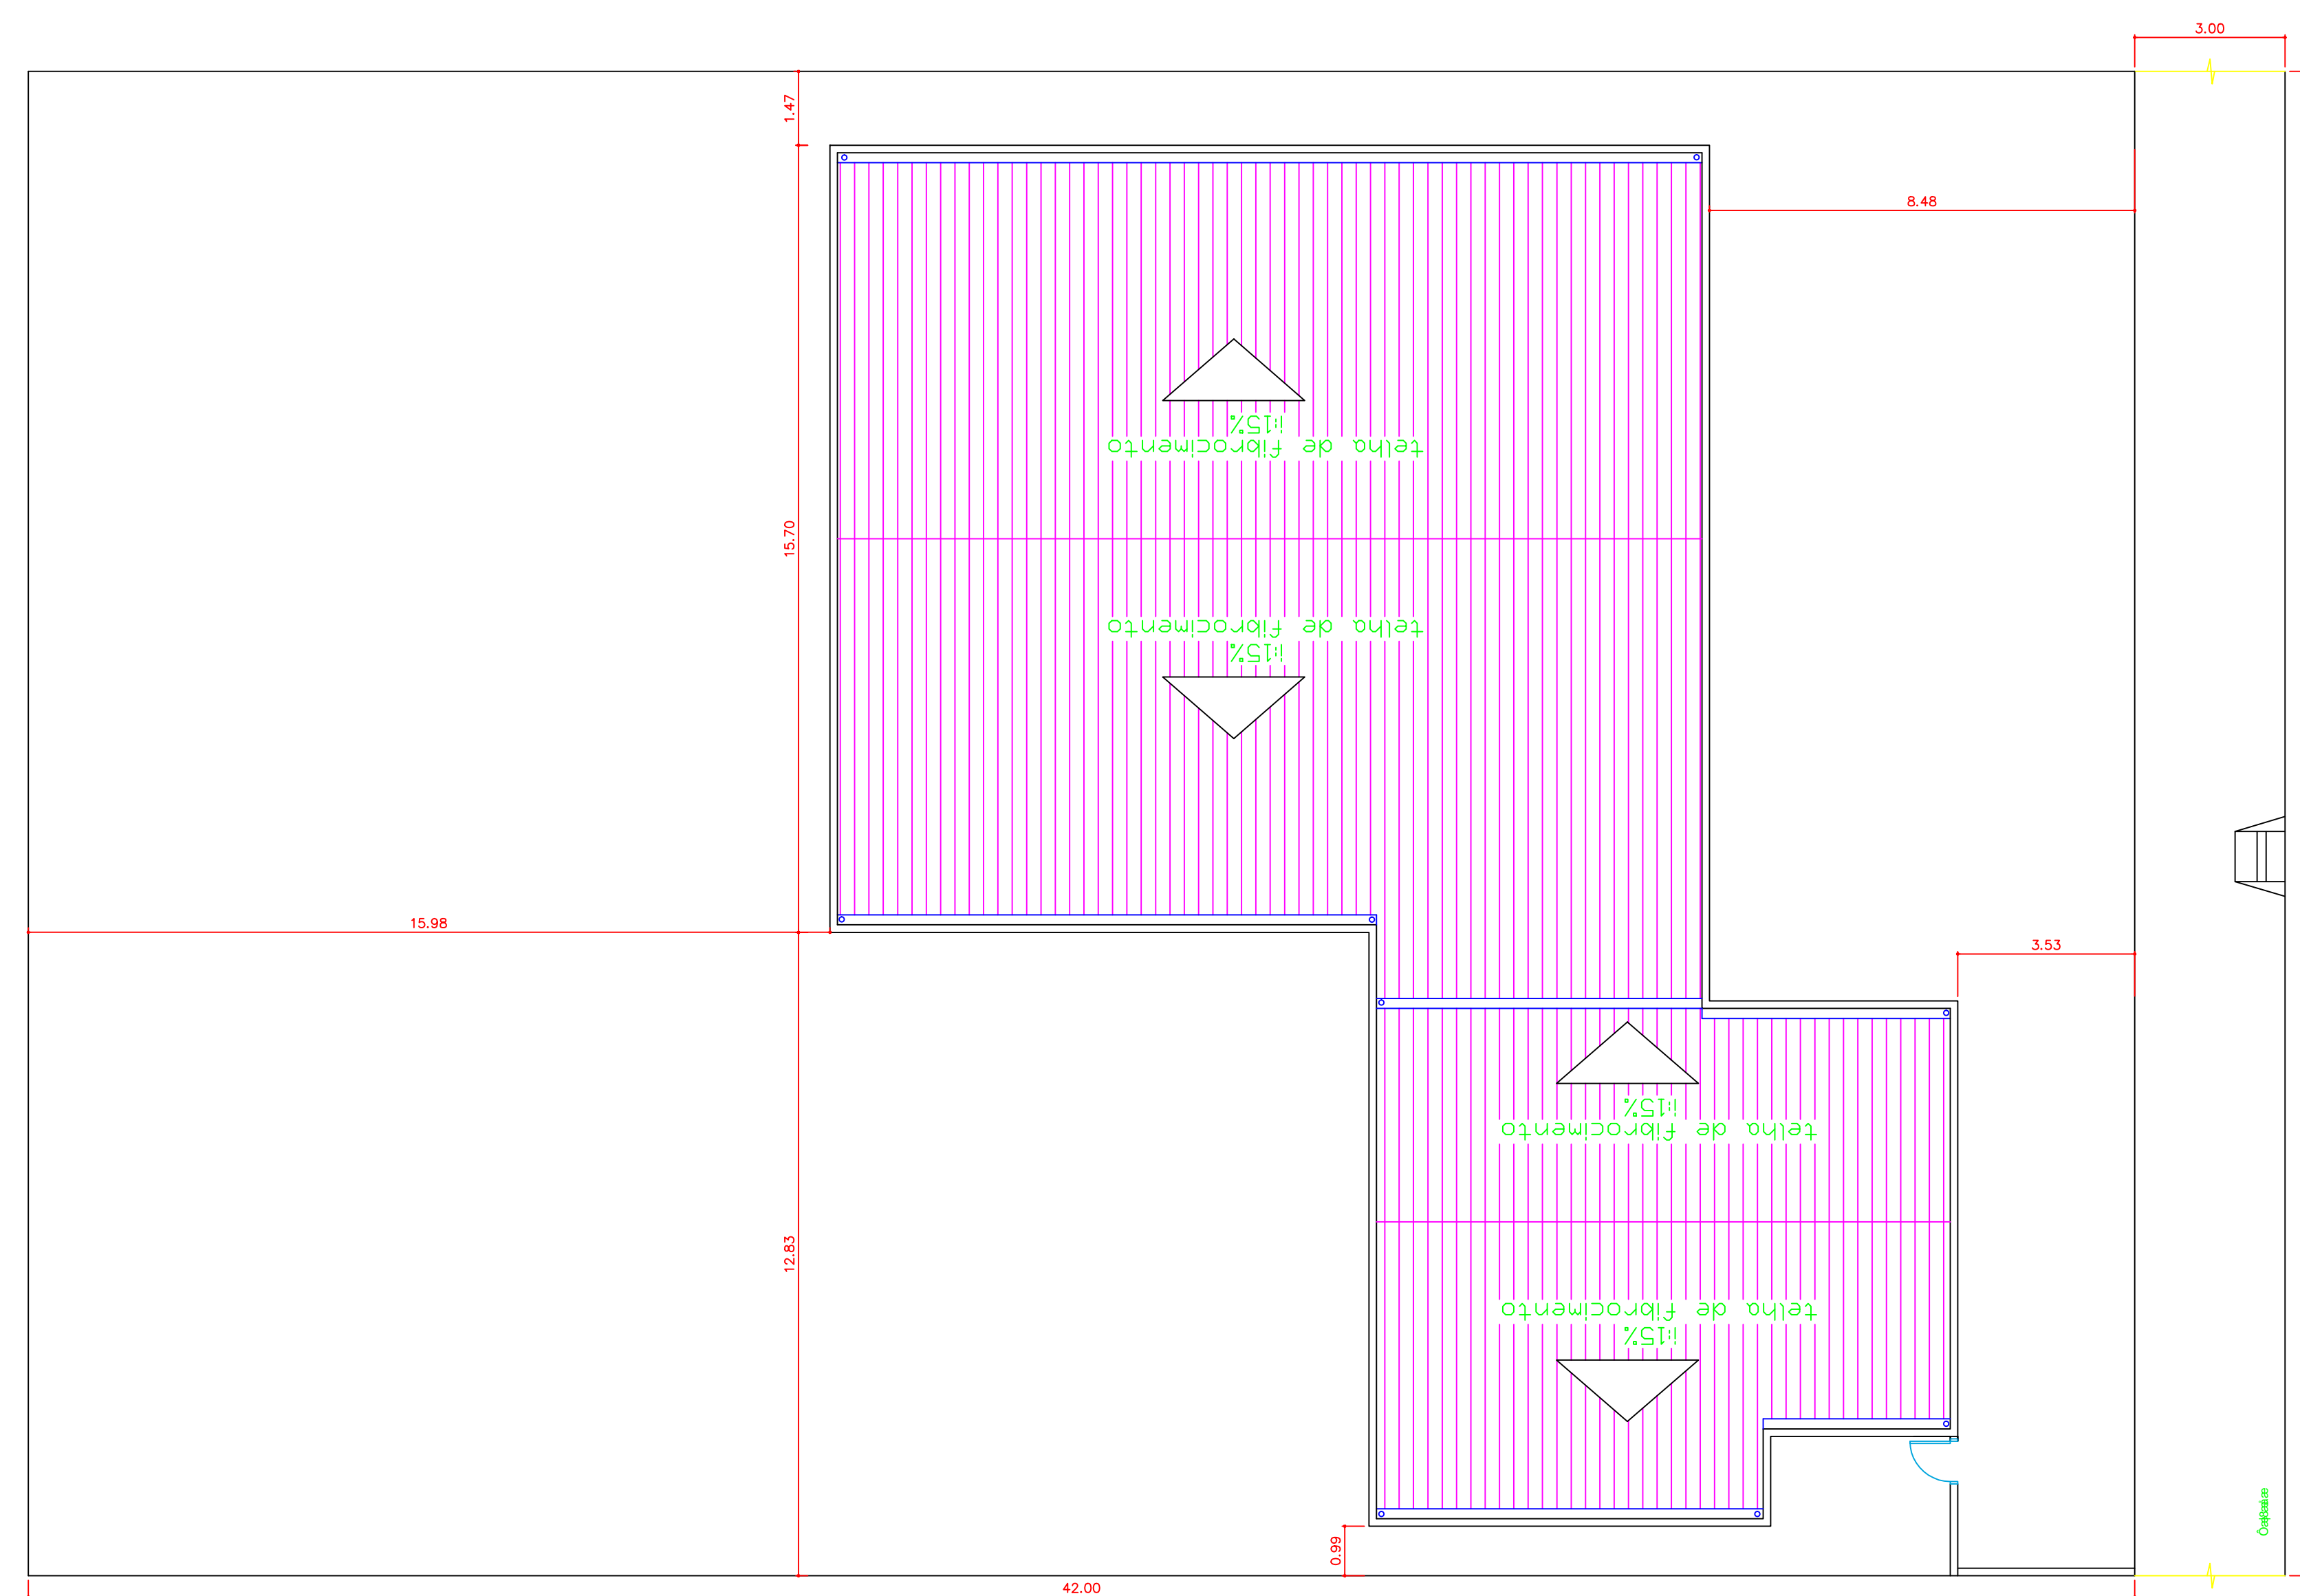 3.00
1.47
8.48
i:15%
telha de fibrocimento
15.70
telha de fibrocimento
i:15%
15.98
3.53
i:15%
telha de fibrocimento
12.83
telha de fibrocimento
i:15%
0.99
42.00